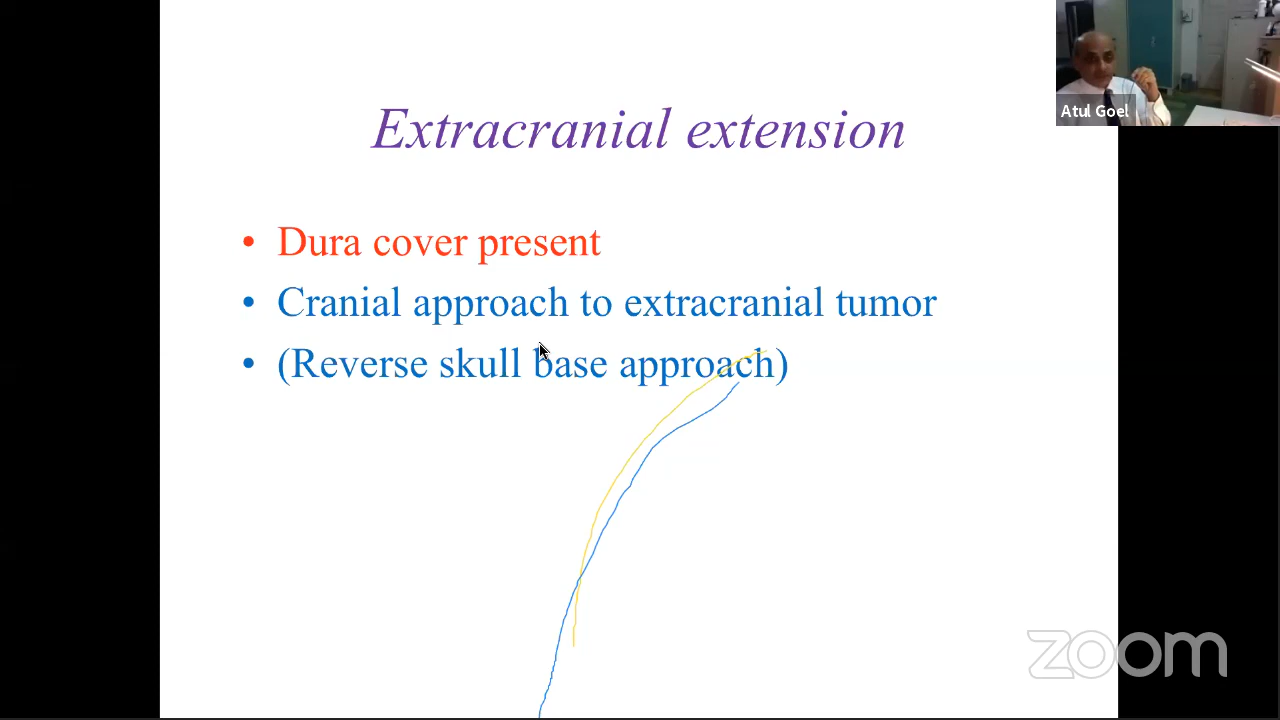 Extracranial extension
• Dura cover present
• Cranial approach to extracranial tumor
• (Reverse skull base approach)
Atul Goel
zoom